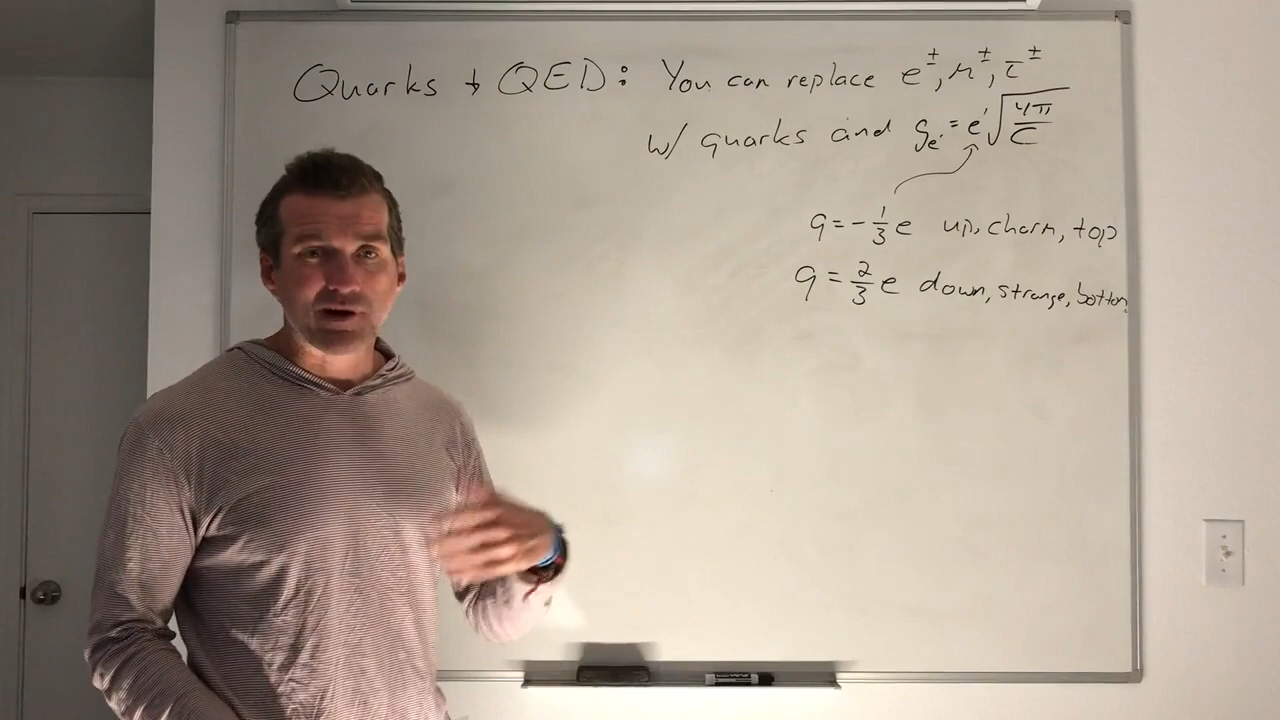 Quarks + QED: You can replace e±, μ±, τ±
w/ quarks and gₑ' = e' √(4π/c)
q = -1/3 e up, charm, top
q = 2/3 e down, strange, bottom